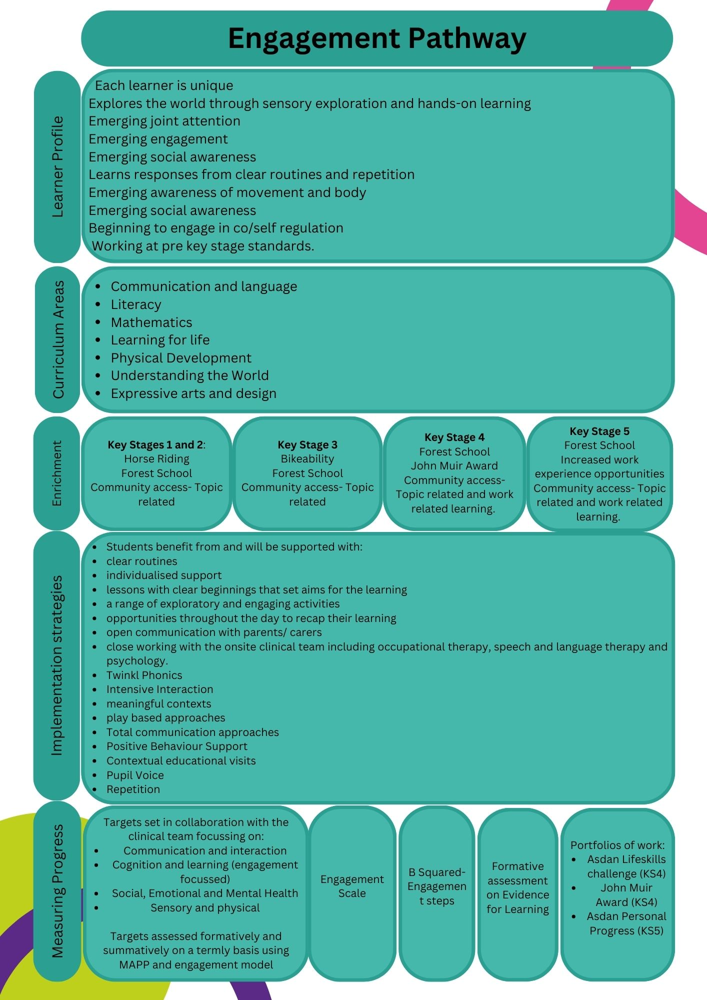 Engagement Pathway
Learner Profile
Each learner is unique
Explores the world through sensory exploration and hands-on learning
Emerging joint attention
Emerging engagement
Emerging social awareness
Learns responses from clear routines and repetition
Emerging awareness of movement and body
Emerging social awareness
Beginning to engage in co/self regulation
Working at pre key stage standards.
Curriculum Areas
• Communication and language
• Literacy
• Mathematics
• Learning for life
• Physical Development
• Understanding the World
• Expressive arts and design
Enrichment
Key Stages 1 and 2:
Horse Riding
Forest School
Community access- Topic
related
Key Stage 3
Bikeability
Forest School
Community access- Topic
related
Key Stage 4
Forest School
John Muir Award
Community access-
Topic related and work
related learning.
Key Stage 5
Forest School
Increased work
experience opportunities
Community access- Topic
related and work related
learning.
Implementation strategies
• Students benefit from and will be supported with:
• clear routines
• individualised support
• lessons with clear beginnings that set aims for the learning
• a range of exploratory and engaging activities
• opportunities throughout the day to recap their learning
• open communication with parents/ carers
• close working with the onsite clinical team including occupational therapy, speech and language therapy and
psychology.
• Twinkl Phonics
• Intensive Interaction
• meaningful contexts
• play based approaches
• Total communication approaches
• Positive Behaviour Support
• Contextual educational visits
• Pupil Voice
• Repetition
Measuring Progress
Targets set in collaboration with the
clinical team focussing on:
• Communication and interaction
• Cognition and learning (engagement
focussed)
• Social, Emotional and Mental Health
• Sensory and physical
Targets assessed formatively and
summatively on a termly basis using
MAPP and engagement model
Engagement
Scale
B Squared-
Engagemen
t steps
Formative
assessment
on Evidence
for Learning
Portfolios of work:
• Asdan Lifeskills
challenge (KS4)
• John Muir
Award (KS4)
• Asdan Personal
Progress (KS5)